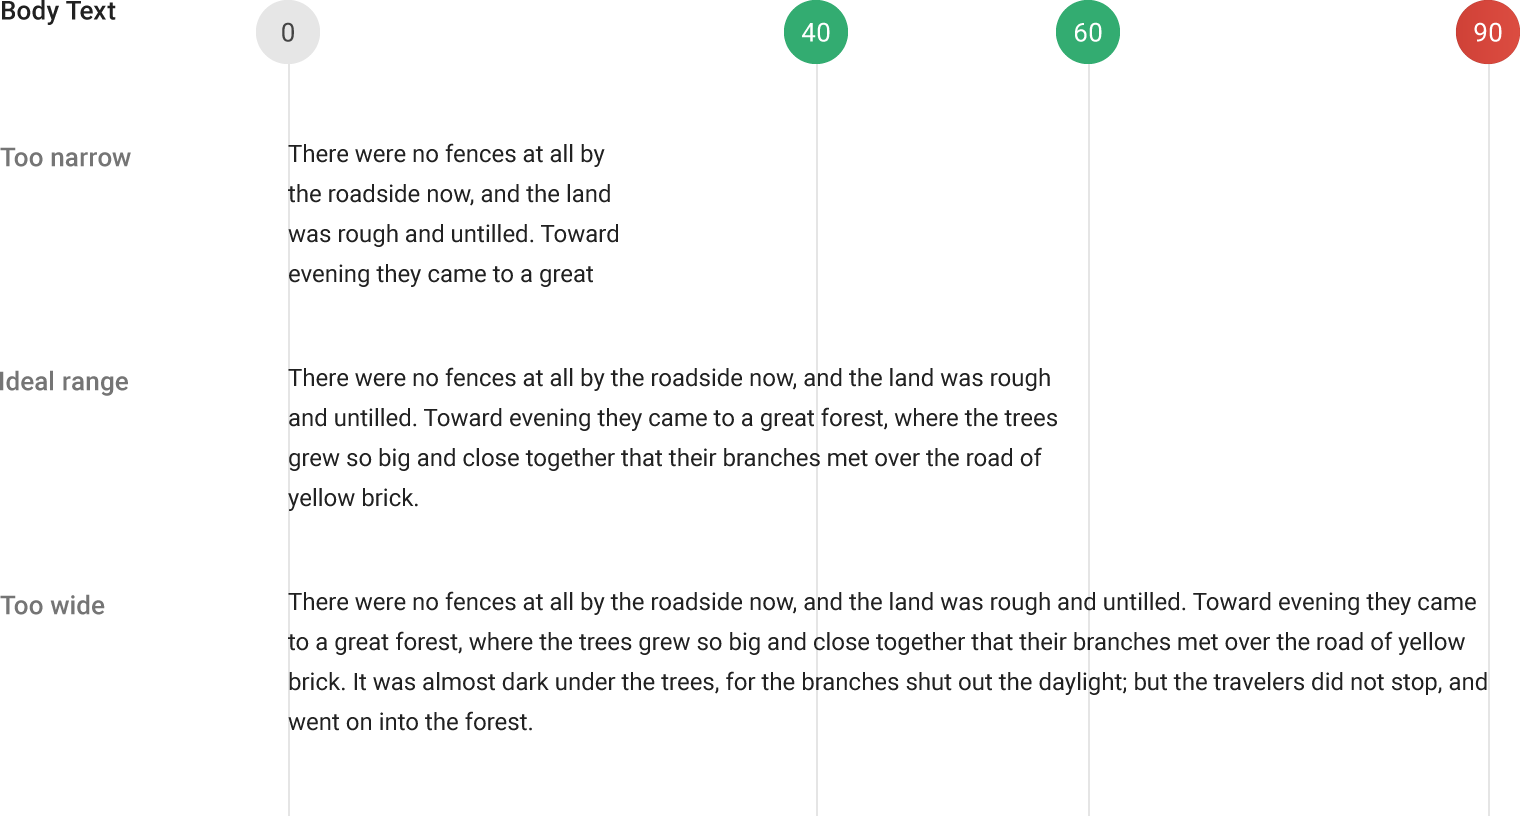 Body Text
0
40
60
90
Too narrow
There were no fences at all by
the roadside now, and the land
was rough and untilled. Toward
evening they came to a great
Ideal range
There were no fences at all by the roadside now, and the land was rough
and untilled. Toward evening they came to a great forest, where the trees
grew so big and close together that their branches met over the road of
yellow brick.
Too wide
There were no fences at all by the roadside now, and the land was rough and untilled. Toward evening they came
to a great forest, where the trees grew so big and close together that their branches met over the road of yellow
brick. It was almost dark under the trees, for the branches shut out the daylight; but the travelers did not stop, and
went on into the forest.